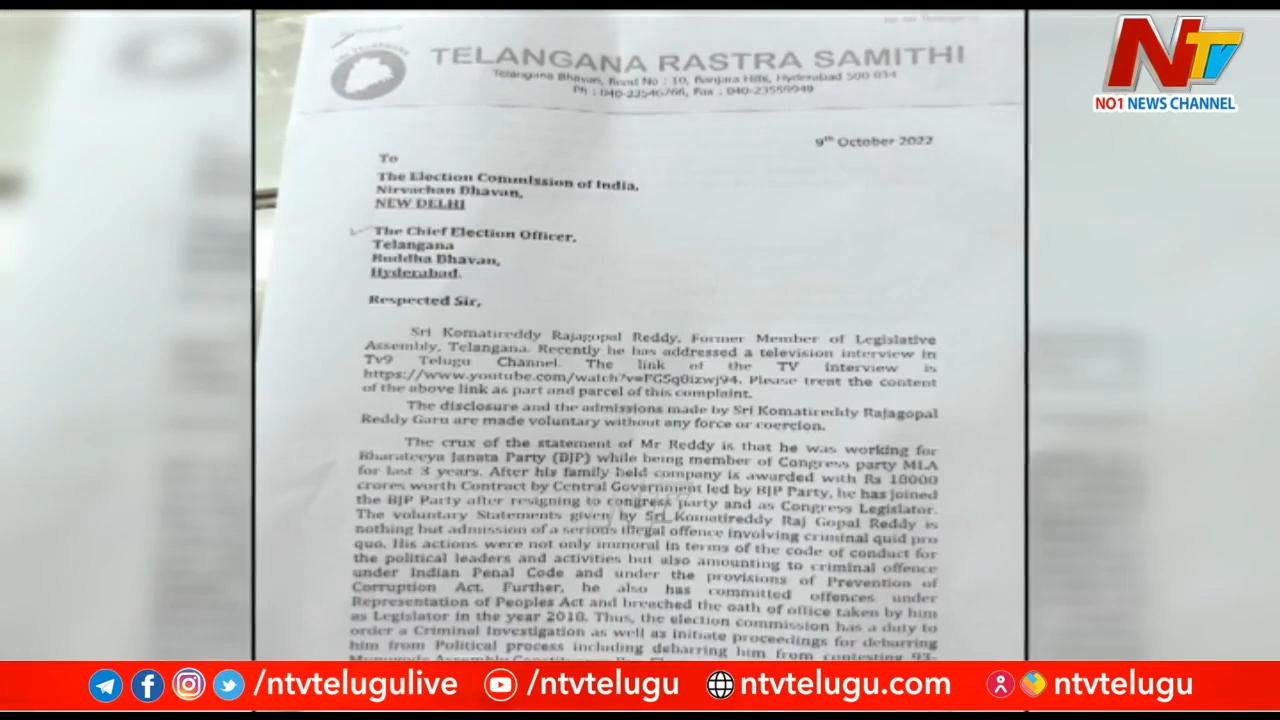 TELANGANA RASTRA SAMITHI
Telangana Bhavan, Road No : 10, Banjara Hills, Hyderabad 500 034
Ph : 040-23546766, Fax : 040-23559949
9th October 2022
To
The Election Commission of India,
Nirvachan Bhavan,
NEW DELHI
The Chief Election Officer,
Telangana
Buddha Bhavan,
Hyderabad.
Respected Sir,
Sri Komatireddy Rajagopal Reddy, Former Member of Legislative
Assembly, Telangana. Recently he has addressed a television interview in
Tv9 Telugu Channel. The link of the TV interview is
https://www.youtube.com/watch?v=FGSq0izwj94. Please treat the content
of the above link as part and parcel of this complaint.
The disclosure and the admissions made by Sri Komatireddy Rajagopal
Reddy Garu are made voluntary without any force or coercion.
The crux of the statement of Mr Reddy is that he was working for
Bharateeya Janata Party (BJP) while being member of Congress party MLA
for last 3 years. After his family held company is awarded with Rs 18000
crores worth Contract by Central Government led by BJP Party, he has joined
the BJP Party after resigning to congress party and as Congress Legislator.
The voluntary Statements given by Sri Komatireddy Raj Gopal Reddy is
nothing but admission of a serious illegal offence involving criminal quid pro
quo. His actions were not only immoral in terms of the code of conduct for
the political leaders and activities but also amounting to criminal offence
under Indian Penal Code and under the provisions of Prevention of
Corruption Act. Further, he also has committed offences under
Representation of Peoples Act and breached the oath of office taken by him
as Legislator in the year 2018. Thus, the election commission has a duty to
order a Criminal Investigation as well as initiate proceedings for debarring
him from Political process including debarring him from contesting 93-
NTV
NO1 NEWS CHANNEL
/ntvtelugulive
/ntvtelugu
ntvtelugu.com
ntvtelugu